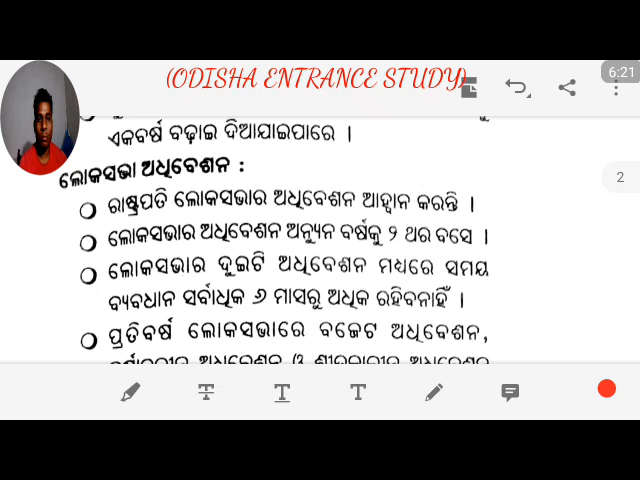 (ODISHA ENTRANCE STUDY)
6:21
ଏକବର୍ଷ ବଢ଼ାଇ ଦିଆଯାଇପାରେ ।
2
ଲୋକସଭା ଅଧିବେଶନ :
ରାଷ୍ଟ୍ରପତି ଲୋକସଭାର ଅଧିବେଶନ ଆହ୍ୱାନ କରନ୍ତି ।
ଲୋକସଭାର ଅଧିବେଶନ ଅନ୍ୟୁନ ବର୍ଷକୁ ୨ ଥର ବସେ ।
ଲୋକସଭାର ଦୁଇଟି ଅଧିବେଶନ ମଧ୍ୟରେ ସମୟ
ବ୍ୟବଧାନ ସର୍ବାଧିକ ୬ ମାସରୁ ଅଧିକ ରହିବନାହିଁ ।
ପ୍ରତିବର୍ଷ ଲୋକସଭାରେ ବଜେଟ ଅଧିବେଶନ,
ଅଧିବେଶନ ଓ